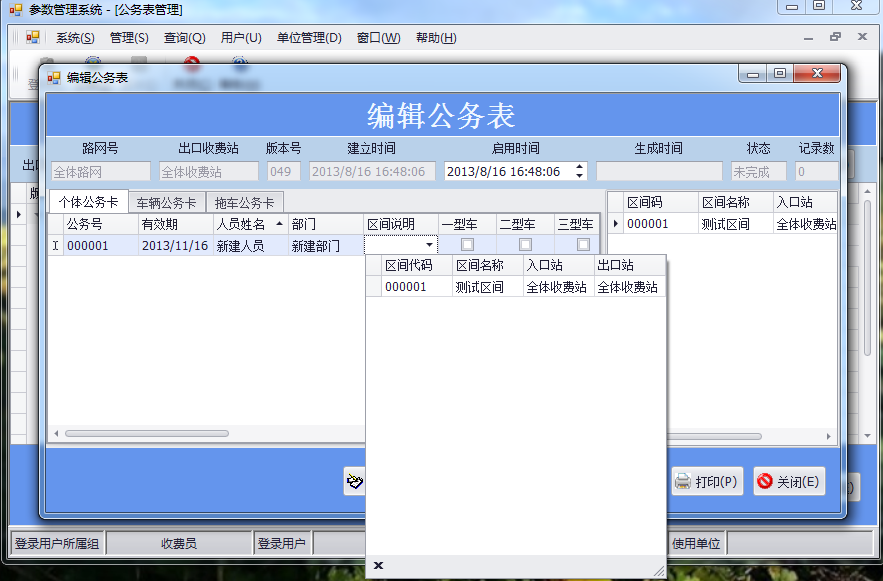 参数管理系统 - [公务表管理]
系统(S) 管理(S) 查询(Q) 用户(U) 单位管理(D) 窗口(W) 帮助(H)
编辑公务表
编辑公务表
路网号 出口收费站 版本号 建立时间 启用时间 生成时间 状态 记录数
全体路网 全体收费站 049 2013/8/16 16:48:06 2013/8/16 16:48:06 未完成 0
个体公务卡 车辆公务卡 拖车公务卡
公务号 有效期 人员姓名 部门 区间说明 一型车 二型车 三型车
000001 2013/11/16 新建人员 新建部门
区间码 区间名称 入口站
000001 测试区间 全体收费站
区间代码 区间名称 入口站 出口站
000001 测试区间 全体收费站 全体收费站
打印(P) 关闭(E)
登录用户所属组 收费员 登录用户 使用单位